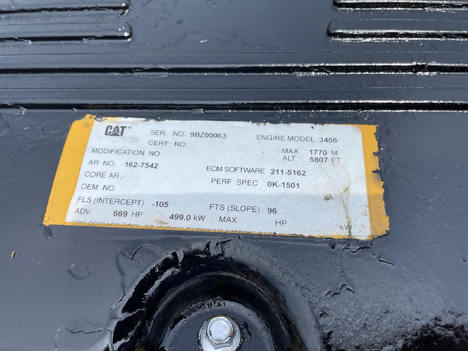 CAT SER. NO. 9BZ00063 ENGINE MODEL 3456
CERT. NO. MAX 1770 M
MODIFICATION NO. ALT 5807 FT
AR NO. 162-7542 ECM SOFTWARE 211-5162
CORE AR PERF SPEC 0K-1501
OEM NO.
FLS (INTERCEPT) -105 FTS (SLOPE) 96
ADV. 669 HP 499.0 kW MAX HP kW